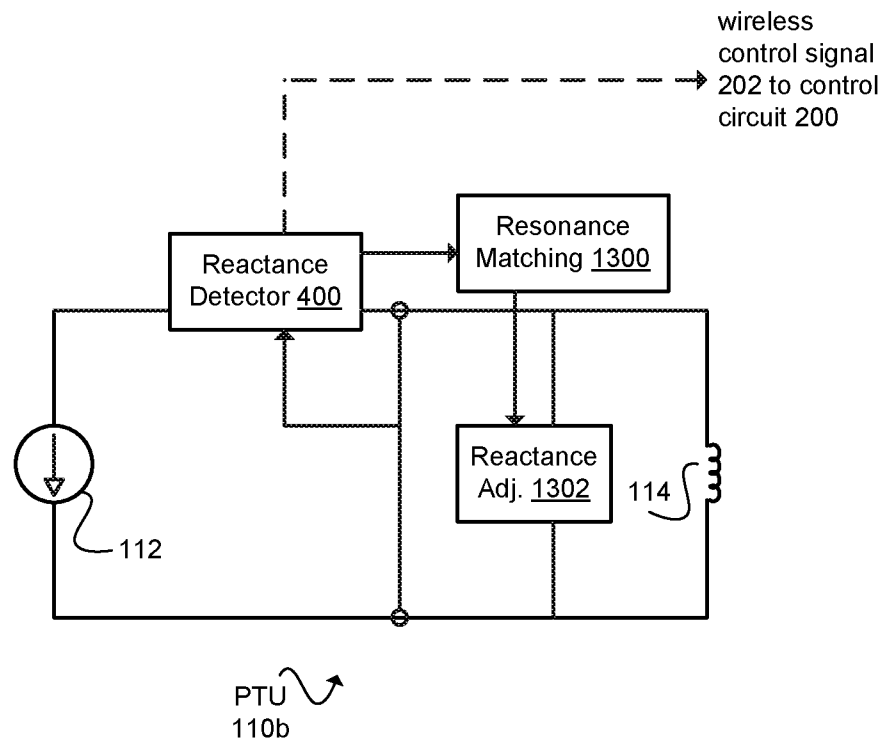 wireless
control signal
202 to control
circuit 200
Resonance
Matching 1300
Reactance
Detector 400
Reactance
Adj. 1302
114
112
PTU
110b